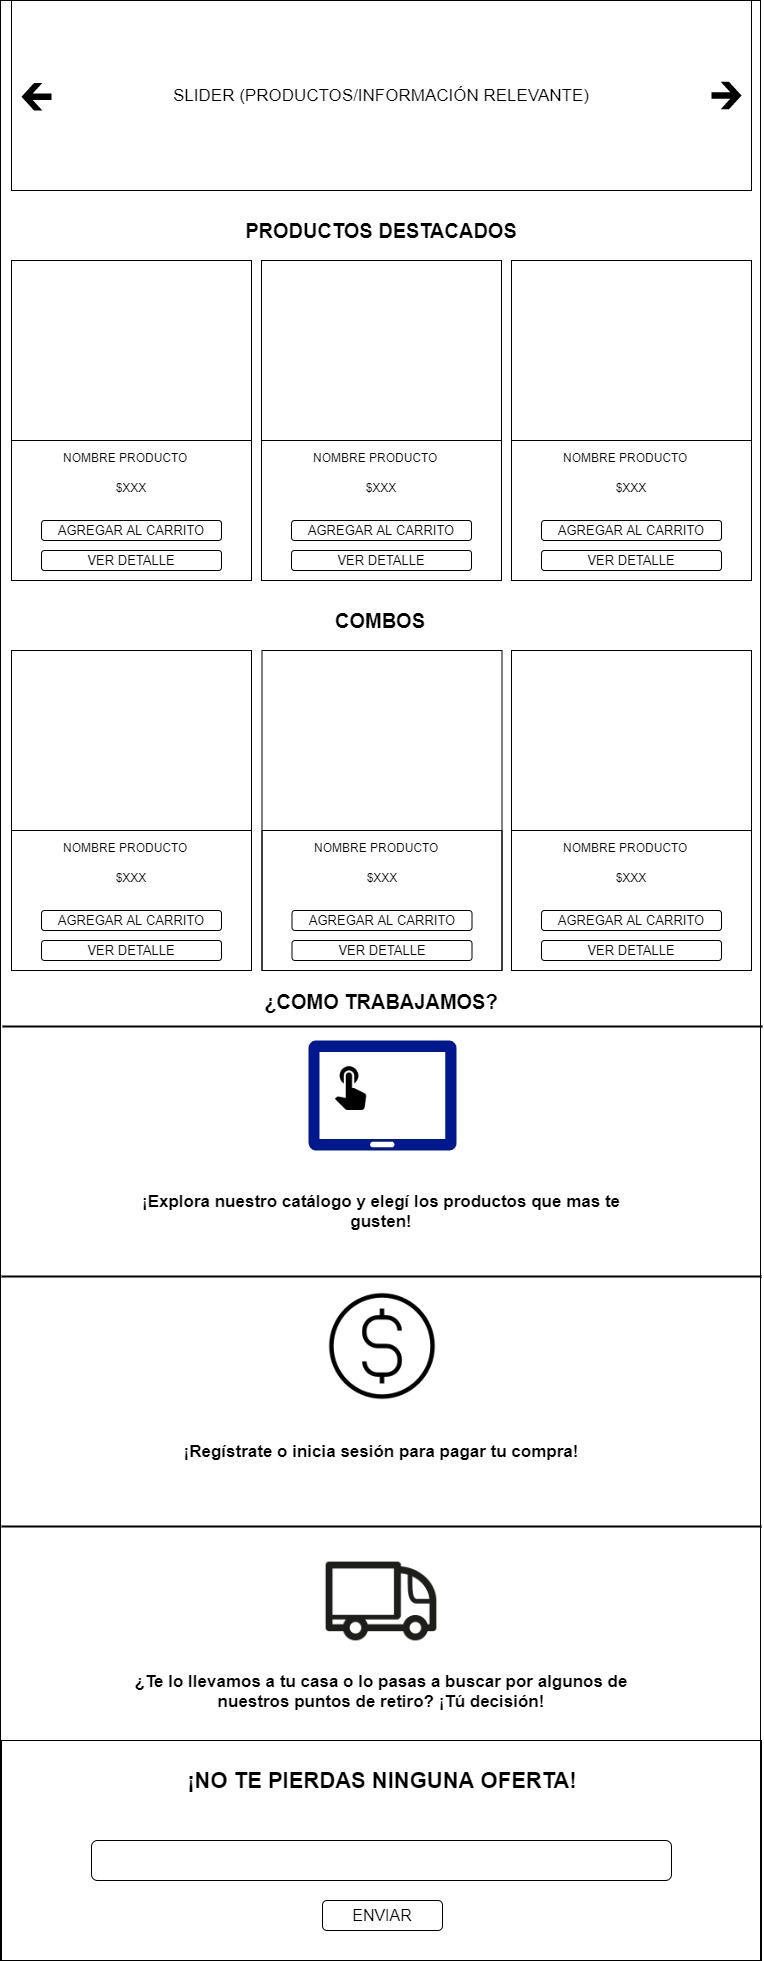 SLIDER (PRODUCTOS/INFORMACIÓN RELEVANTE)
PRODUCTOS DESTACADOS
NOMBRE PRODUCTO
$XXX
AGREGAR AL CARRITO
VER DETALLE
NOMBRE PRODUCTO
$XXX
AGREGAR AL CARRITO
VER DETALLE
NOMBRE PRODUCTO
$XXX
AGREGAR AL CARRITO
VER DETALLE
COMBOS
NOMBRE PRODUCTO
$XXX
AGREGAR AL CARRITO
VER DETALLE
NOMBRE PRODUCTO
$XXX
AGREGAR AL CARRITO
VER DETALLE
NOMBRE PRODUCTO
$XXX
AGREGAR AL CARRITO
VER DETALLE
¿COMO TRABAJAMOS?
¡Explora nuestro catálogo y elegí los productos que mas te
gusten!
¡Regístrate o inicia sesión para pagar tu compra!
¿Te lo llevamos a tu casa o lo pasas a buscar por algunos de
nuestros puntos de retiro? ¡Tú decisión!
¡NO TE PIERDAS NINGUNA OFERTA!
ENVIAR